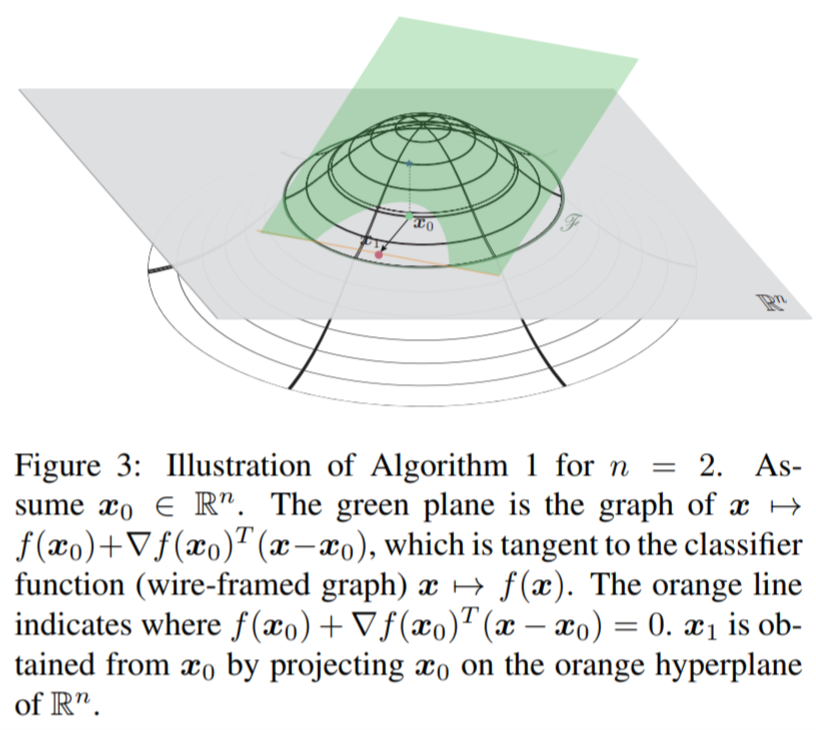 x₀
x₁
ℱ
ℝⁿ
Figure 3: Illustration of Algorithm 1 for n = 2. As-
sume x₀ ∈ ℝⁿ. The green plane is the graph of x ↦
f(x₀)+∇f(x₀)ᵀ(x−x₀), which is tangent to the classifier
function (wire-framed graph) x ↦ f(x). The orange line
indicates where f(x₀) + ∇f(x₀)ᵀ(x − x₀) = 0. x₁ is ob-
tained from x₀ by projecting x₀ on the orange hyperplane
of ℝⁿ.